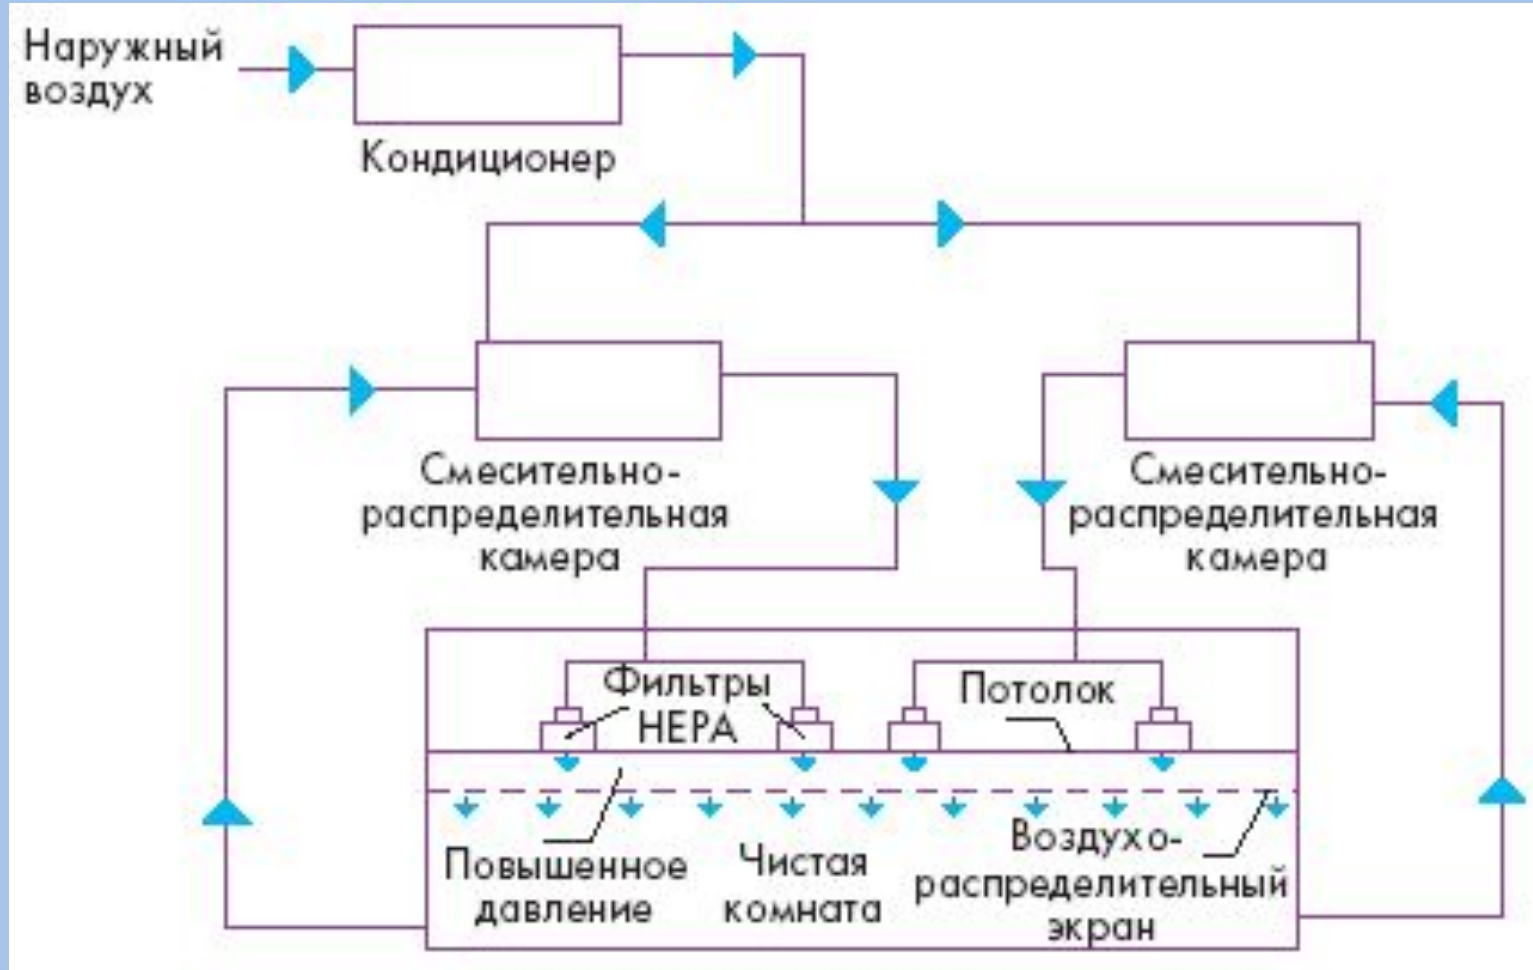 Наружный
воздух
Кондиционер
Смесительно-
распределительная
камера
Смесительно-
распределительная
камера
Фильтры
НЕРА
Потолок
Повышенное
давление
Чистая
комната
Воздухо-
распределительный
экран